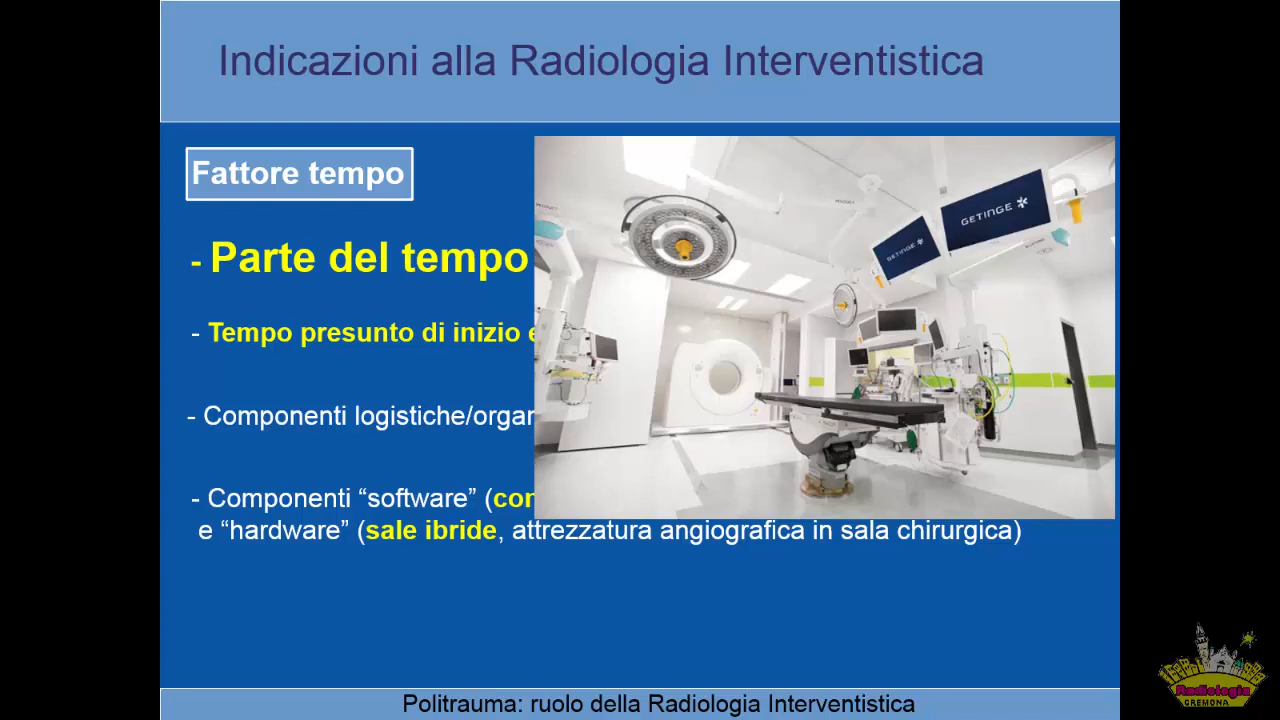 Indicazioni alla Radiologia Interventistica
Fattore tempo
- Parte del tempo
- Tempo presunto di inizio e
- Componenti logistiche/organ
- Componenti “software” (con
e “hardware” (sale ibride, attrezzatura angiografica in sala chirurgica)
GETINGE
GETINGE
Politrauma: ruolo della Radiologia Interventistica
Radiologia
CREMONA